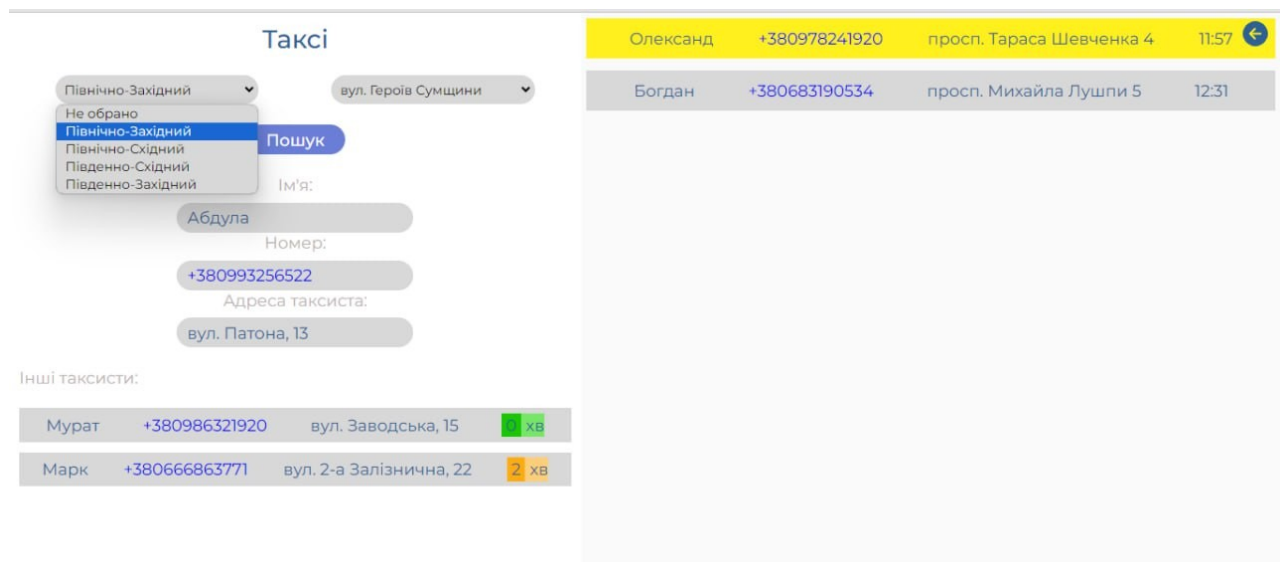 Таксі
Північно-Західний
вул. Героїв Сумщини
Не обрано
Північно-Західний
Північно-Східний
Південно-Східний
Південно-Західний
Пошук
Ім'я:
Абдула
Номер:
+380993256522
Адреса таксиста:
вул. Патона, 13
Інші таксисти:
Мурат +380986321920 вул. Заводська, 15 0 хв
Марк +380666863771 вул. 2-а Залізнична, 22 2 хв
Олександ +380978241920 просп. Тараса Шевченка 4 11:57
Богдан +380683190534 просп. Михайла Лушпи 5 12:31